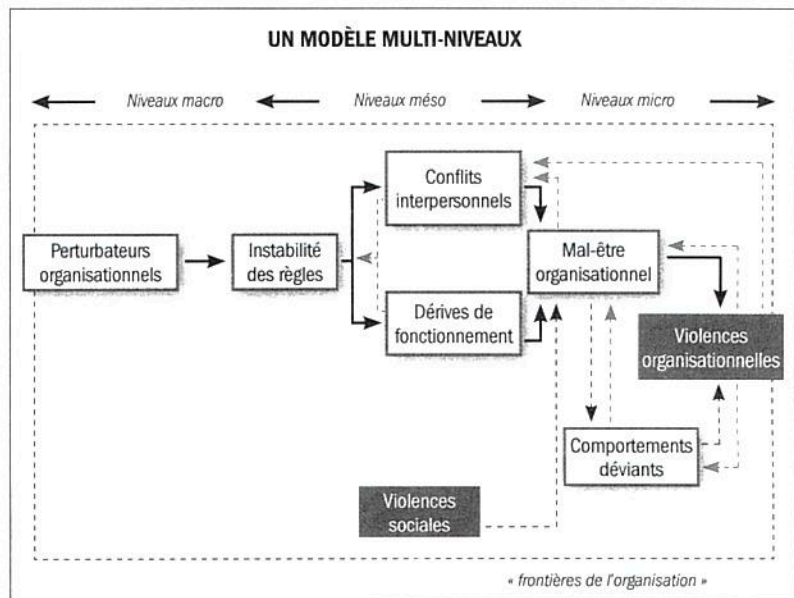 UN MODÈLE MULTI-NIVEAUX
Niveaux macro
Niveaux méso
Niveaux micro
Conflits
interpersonnels
Perturbateurs
organisationnels
Instabilité
des règles
Mal-être
organisationnel
Dérives de
fonctionnement
Violences
organisationnelles
Comportements
déviants
Violences
sociales
« frontières de l'organisation »